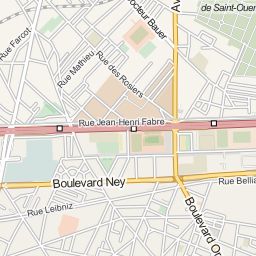 de Saint-Ouen
Docteur Bauer
Rue Farcot
Rue Mathieu
Rue des Rosiers
Rue Jean-Henri Fabre
Boulevard Ney
Rue Belli
Rue Leibniz
Boulevard Or